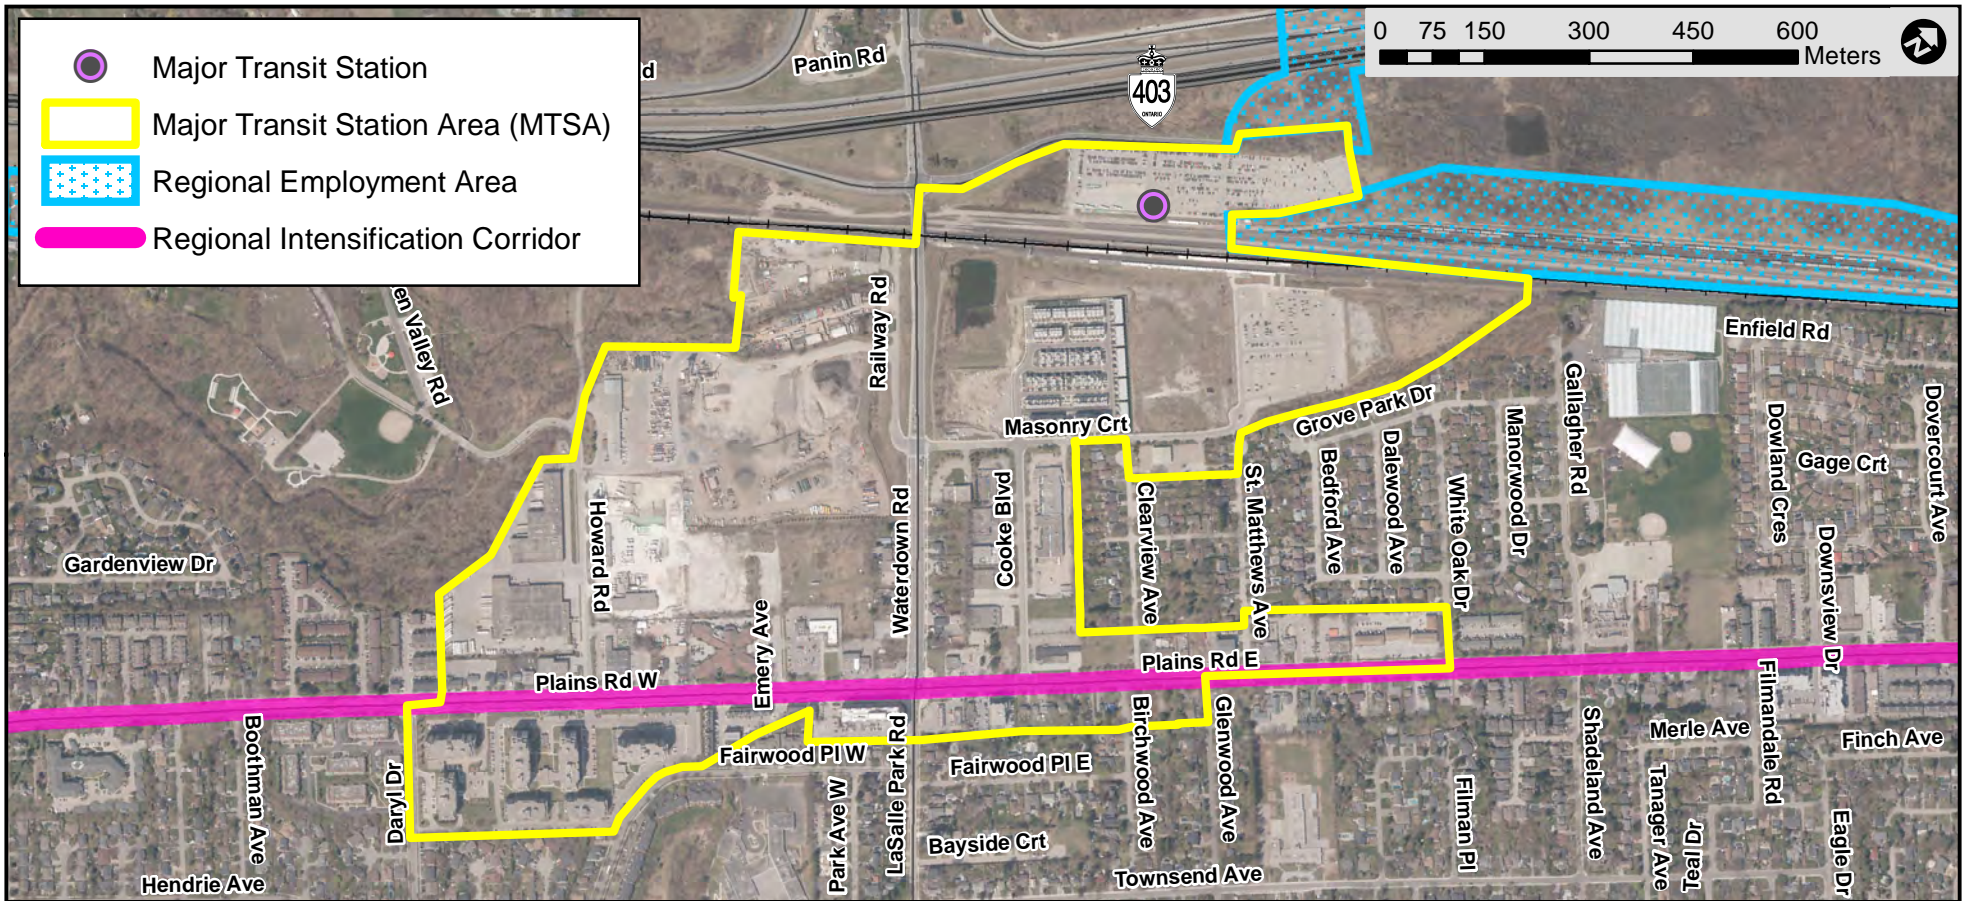 Major Transit Station
Major Transit Station Area (MTSA)
Regional Employment Area
Regional Intensification Corridor
d
Panin Rd
403
ONTARIO
0 75 150 300 450 600
Meters
N
en Valley Rd
Railway Rd
Enfield Rd
Masonry Crt
Grove Park Dr
Gallagher Rd
Manorwood Dr
Dowland Cres
Dovercourt Ave
Gage Crt
Howard Rd
Waterdown Rd
Cooke Blvd
Clearview Ave
St. Matthews Ave
Bedford Ave
Dalewood Ave
White Oak Dr
Downsview Dr
Gardenview Dr
Emery Ave
Plains Rd W
Plains Rd E
Boothman Ave
Daryl Dr
Fairwood Pl W
Fairwood Pl E
Park Ave W
LaSalle Park Rd
Birchwood Ave
Glenwood Ave
Filman Pl
Shadeland Ave
Merle Ave
Tanager Ave
Teal Dr
Filmandale Rd
Finch Ave
Eagle Dr
Bayside Crt
Townsend Ave
Hendrie Ave